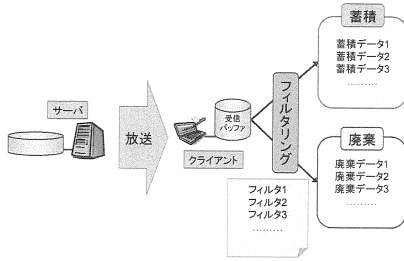 サーバ
放送
クライアント
受信
バッファ
フィルタリング
フィルタ1
フィルタ2
フィルタ3
………
蓄積
蓄積データ1
蓄積データ2
蓄積データ3
………
廃棄
廃棄データ1
廃棄データ2
廃棄データ3
………